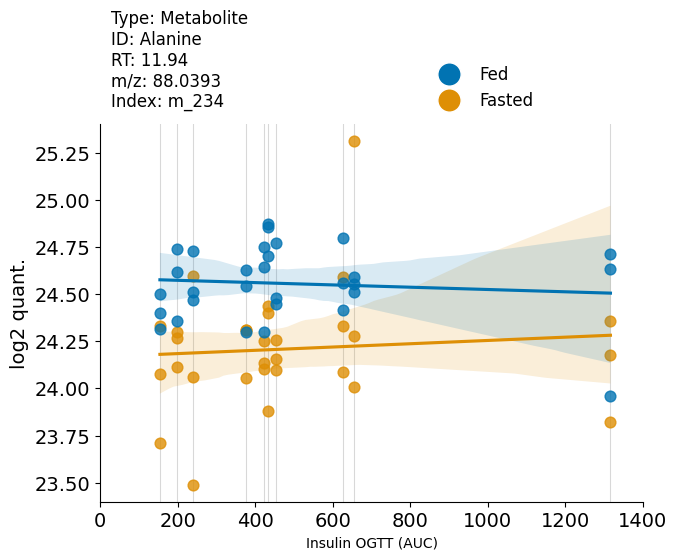 Type: Metabolite
ID: Alanine
RT: 11.94
m/z: 88.0393
Index: m_234
Fed
Fasted
25.25
25.00
24.75
24.50
24.25
24.00
23.75
23.50
log2 quant.
0 200 400 600 800 1000 1200 1400
Insulin OGTT (AUC)